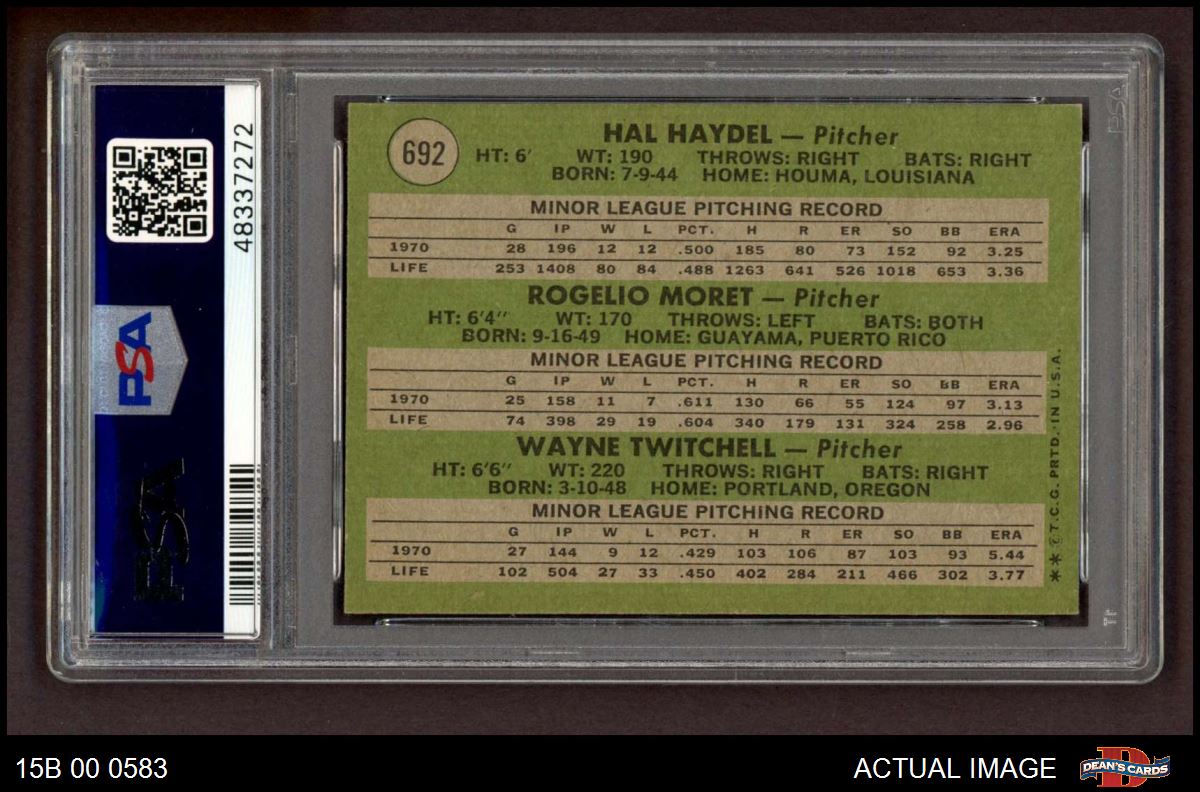 48337272
PSA
PSA
692
HAL HAYDEL — Pitcher
HT: 6' WT: 190 THROWS: RIGHT BATS: RIGHT
BORN: 7-9-44 HOME: HOUMA, LOUISIANA
MINOR LEAGUE PITCHING RECORD
G IP W L PCT. H R ER SO BB ERA
1970 28 196 12 12 .500 185 80 73 152 92 3.25
LIFE 253 1408 80 84 .488 1263 641 526 1018 653 3.36
ROGELIO MORET — Pitcher
HT: 6'4" WT: 170 THROWS: LEFT BATS: BOTH
BORN: 9-16-49 HOME: GUAYAMA, PUERTO RICO
MINOR LEAGUE PITCHING RECORD
G IP W L PCT. H R ER SO BB ERA
1970 25 158 11 7 .611 130 66 55 124 97 3.13
LIFE 74 398 29 19 .604 340 179 131 324 258 2.96
WAYNE TWITCHELL — Pitcher
HT: 6'6" WT: 220 THROWS: RIGHT BATS: RIGHT
BORN: 3-10-48 HOME: PORTLAND, OREGON
MINOR LEAGUE PITCHING RECORD
G IP W L PCT. H R ER SO BB ERA
1970 27 144 9 12 .429 103 106 87 103 93 5.44
LIFE 102 504 27 33 .450 402 284 211 466 302 3.77
** © T.C.G. PRTD. IN U.S.A.
PSA
15B 00 0583
ACTUAL IMAGE
DEAN'S CARDS